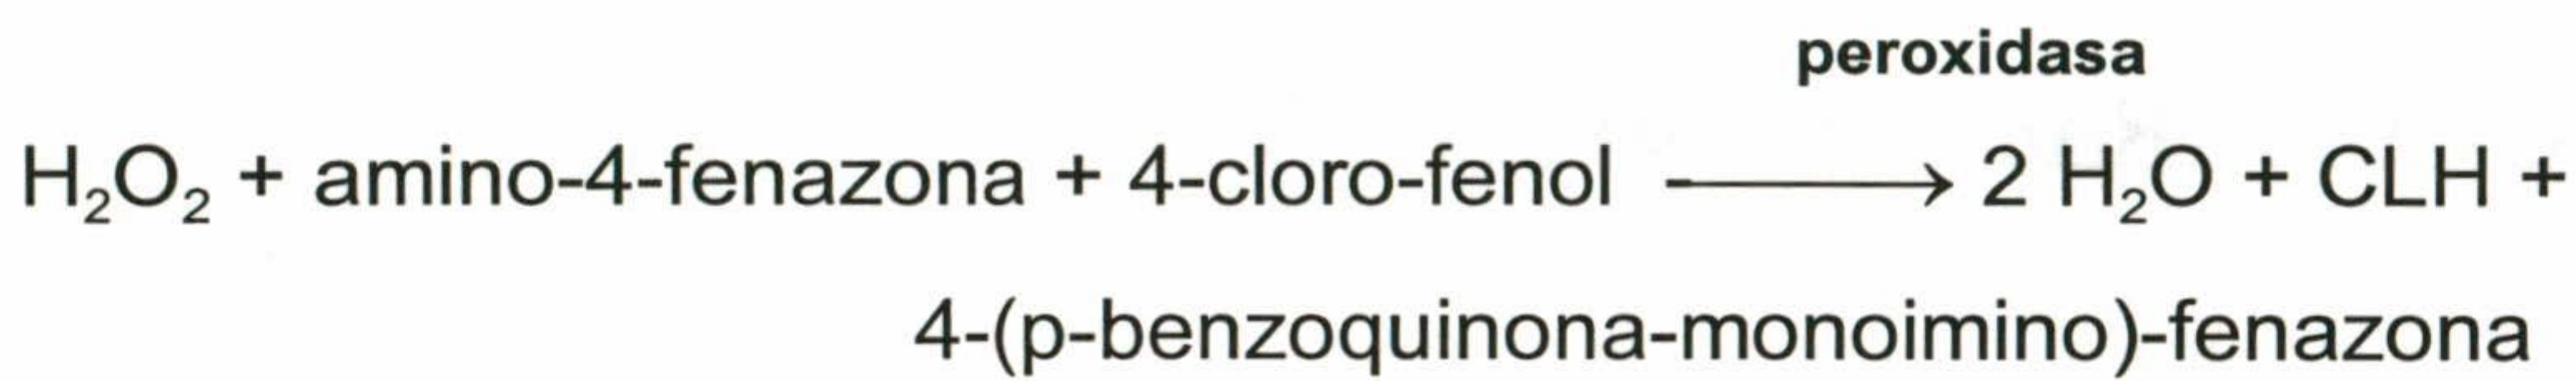 peroxidasa
H₂O₂ + amino-4-fenazona + 4-cloro-fenol ⟶ 2 H₂O + CLH +
4-(p-benzoquinona-monoimino)-fenazona